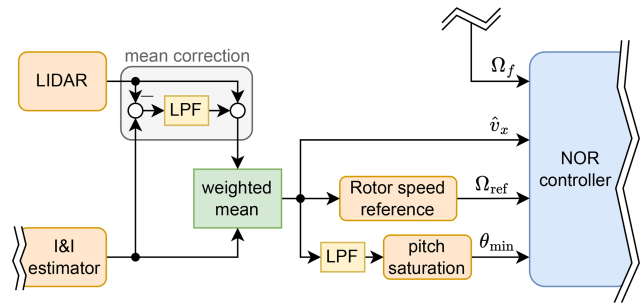 mean correction
LIDAR
−
LPF
Ω_f
v̂_x
NOR
controller
weighted
mean
Rotor speed
reference
Ω_ref
I&I
estimator
LPF
pitch
saturation
θ_min